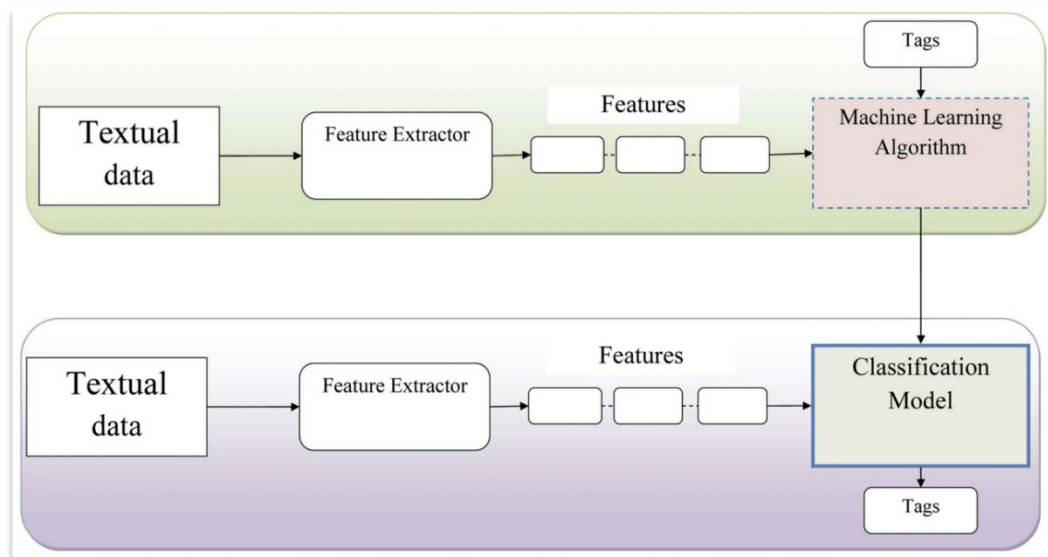 Tags
Textual
data
Feature Extractor
Features
Machine Learning
Algorithm
Textual
data
Feature Extractor
Features
Classification
Model
Tags